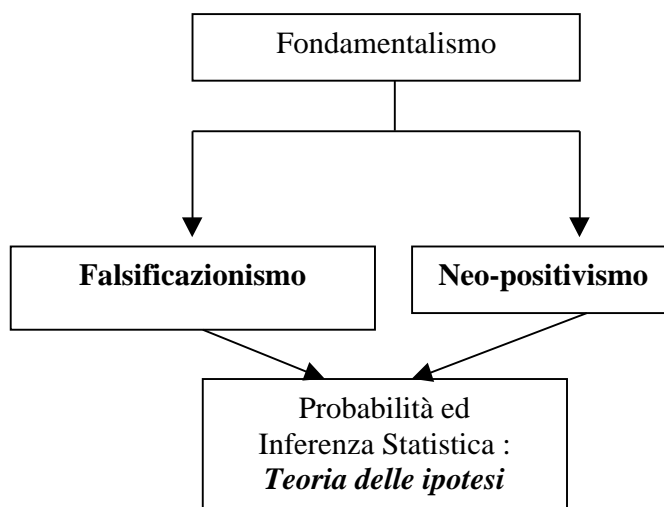 Fondamentalismo
Falsificazionismo
Neo-positivismo
Probabilità ed
Inferenza Statistica :
Teoria delle ipotesi